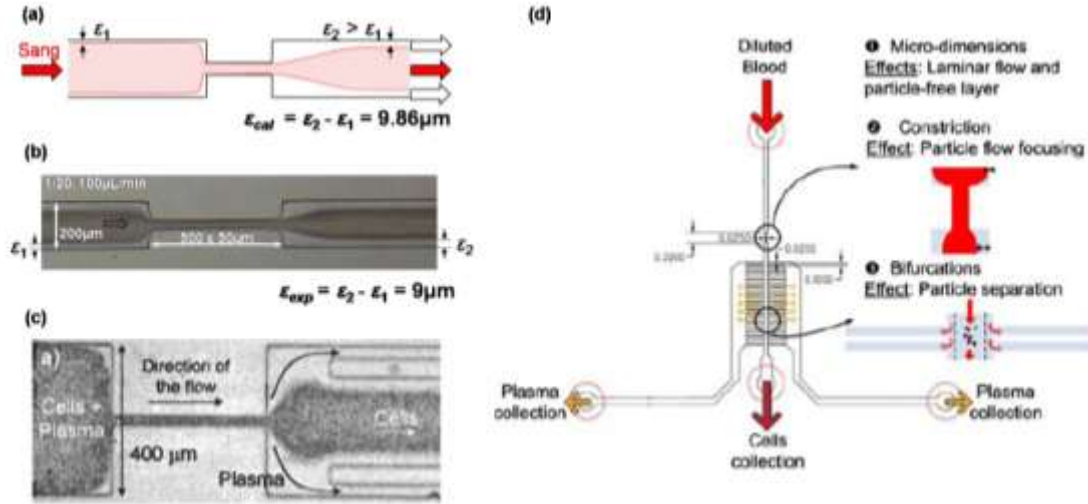 (a)
ε1
ε2 > ε1
Sang
εcal = ε2 - ε1 = 9.86µm
(b)
1/20, 100µL/min
200µm
500 x 50µm
ε1
ε2
εexp = ε2 - ε1 = 9µm
(c)
a)
Direction of
the flow
Cells +
Plasma
Cells
400 µm
Plasma
(d)
Diluted
Blood
❶ Micro-dimensions
Effects: Laminar flow and
particle-free layer
❷ Constriction
Effect: Particle flow focusing
❸ Bifurcations
Effect: Particle separation
Plasma
collection
Plasma
collection
Cells
collection